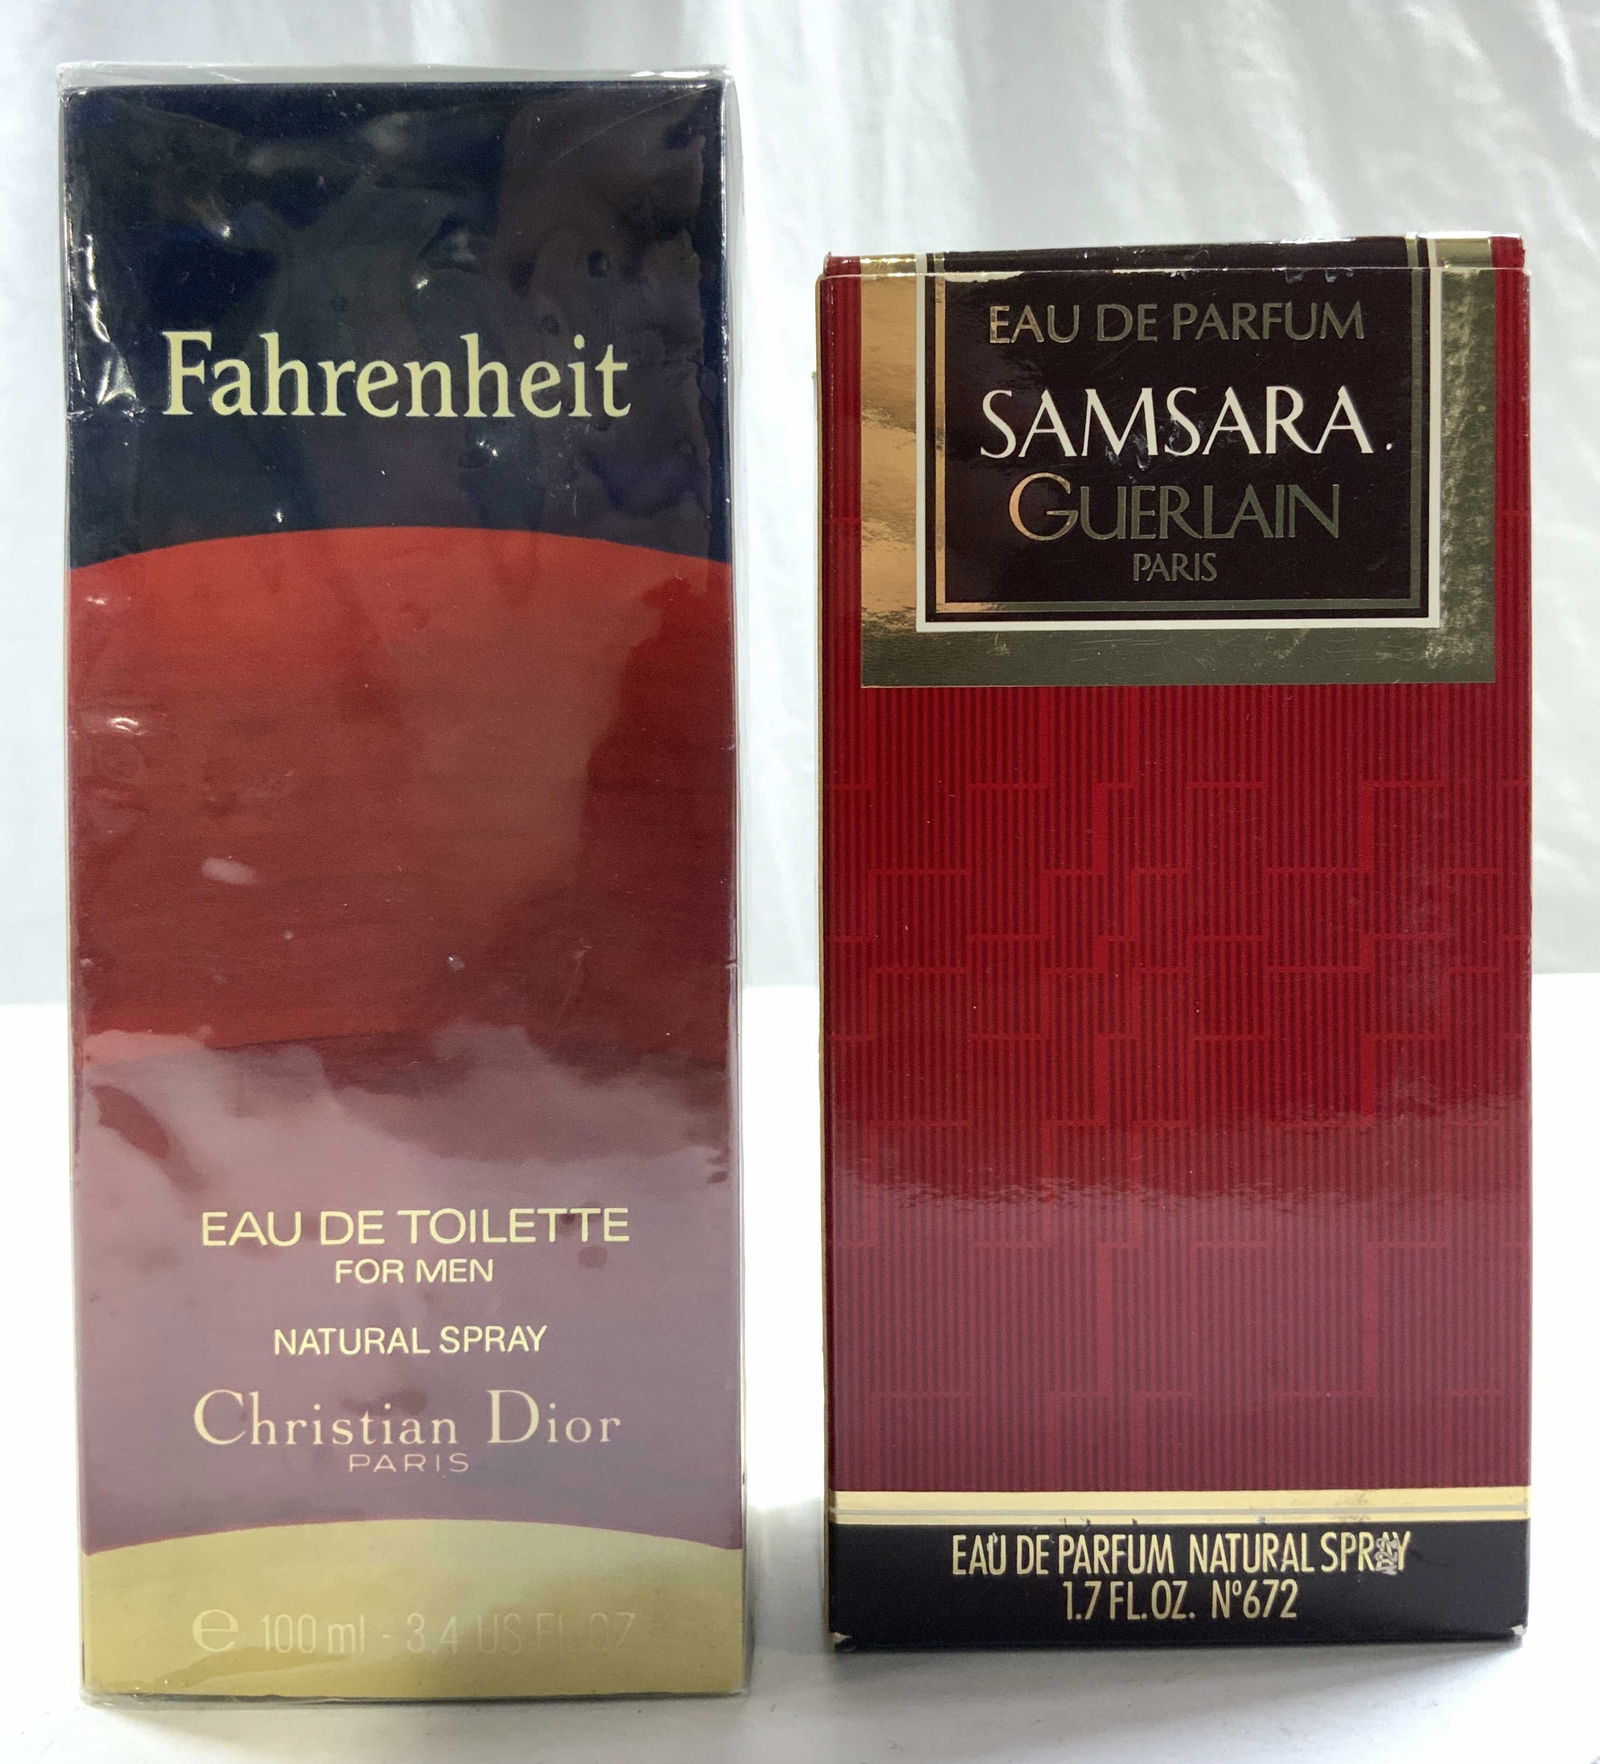 Fahrenheit
EAU DE TOILETTE
FOR MEN
NATURAL SPRAY
Christian Dior
PARIS
e 100 ml - 3.4 US FL OZ
EAU DE PARFUM
SAMSARA.
GUERLAIN
PARIS
EAU DE PARFUM NATURAL SPRAY
1.7 FL. OZ. Nº672